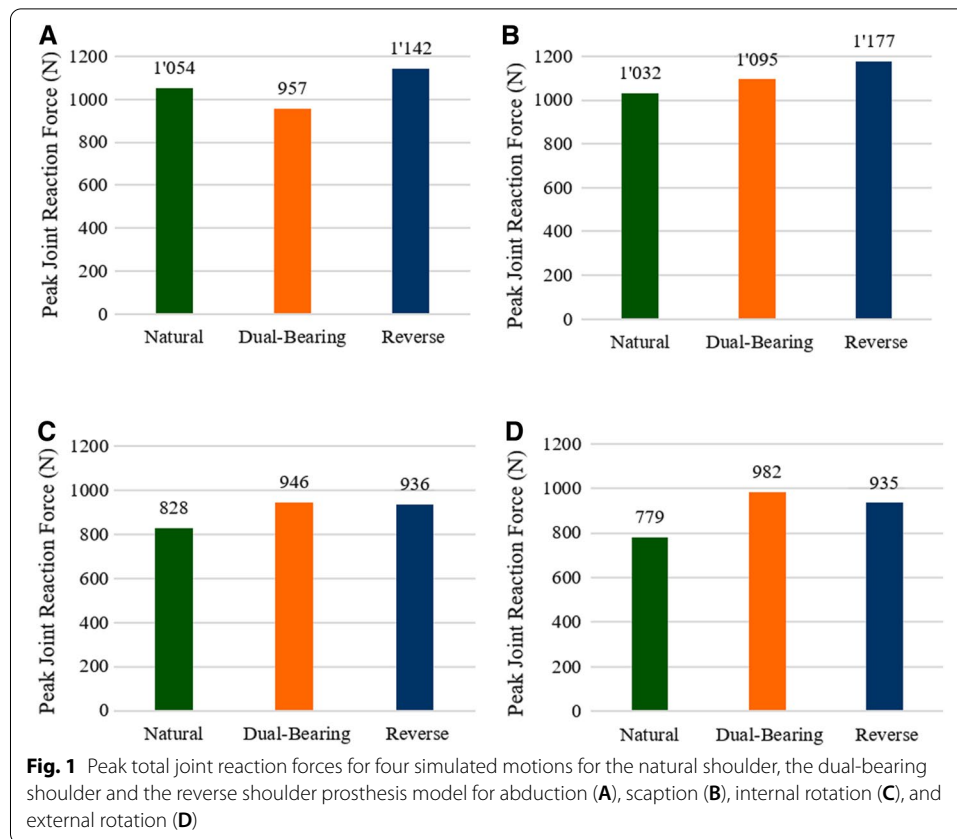 A
Peak Joint Reaction Force (N)
1200
1000
800
600
400
200
0
1'054
957
1'142
Natural Dual-Bearing Reverse
B
Peak Joint Reaction Force (N)
1200
1000
800
600
400
200
0
1'032
1'095
1'177
Natural Dual-Bearing Reverse
C
Peak Joint Reaction Force (N)
1200
1000
800
600
400
200
0
828
946
936
Natural Dual-Bearing Reverse
D
Peak Joint Reaction Force (N)
1200
1000
800
600
400
200
0
779
982
935
Natural Dual-Bearing Reverse
Fig. 1 Peak total joint reaction forces for four simulated motions for the natural shoulder, the dual-bearing
shoulder and the reverse shoulder prosthesis model for abduction (A), scaption (B), internal rotation (C), and
external rotation (D)